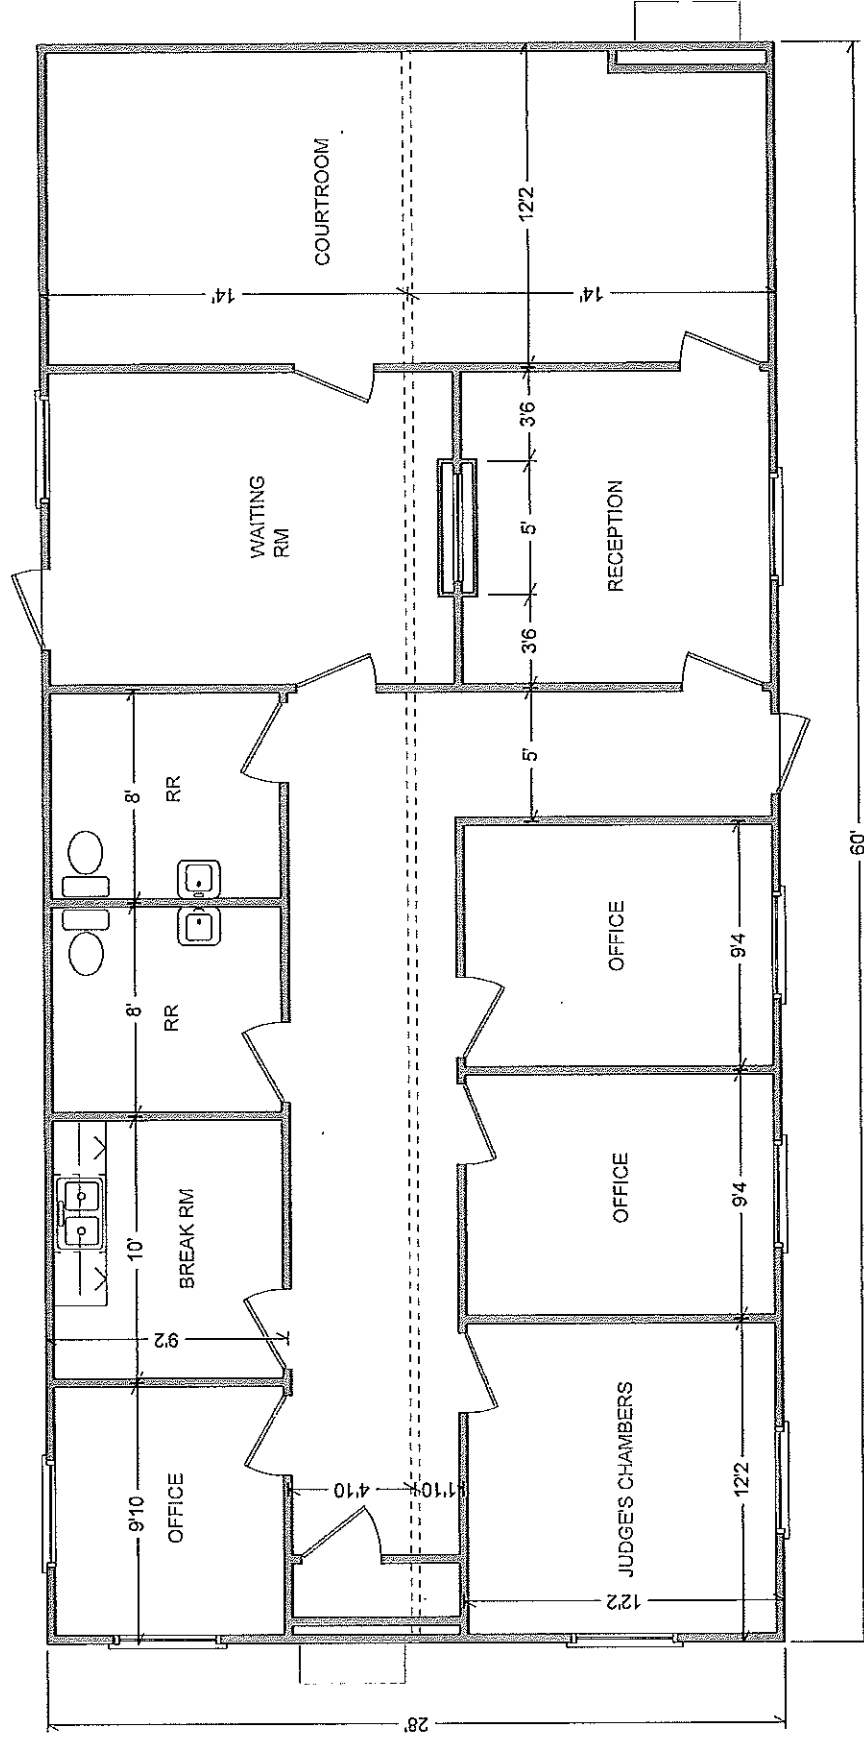 9'10
10'
8'
8'
9'2
OFFICE
BREAK RM
RR
RR
14'
WAITING
RM
COURTROOM
4'10
28'
1'10
5'
3'6
5'
3'6
12'2
14'
JUDGE'S CHAMBERS
OFFICE
OFFICE
RECEPTION
12'2
12'2
9'4
9'4
60'